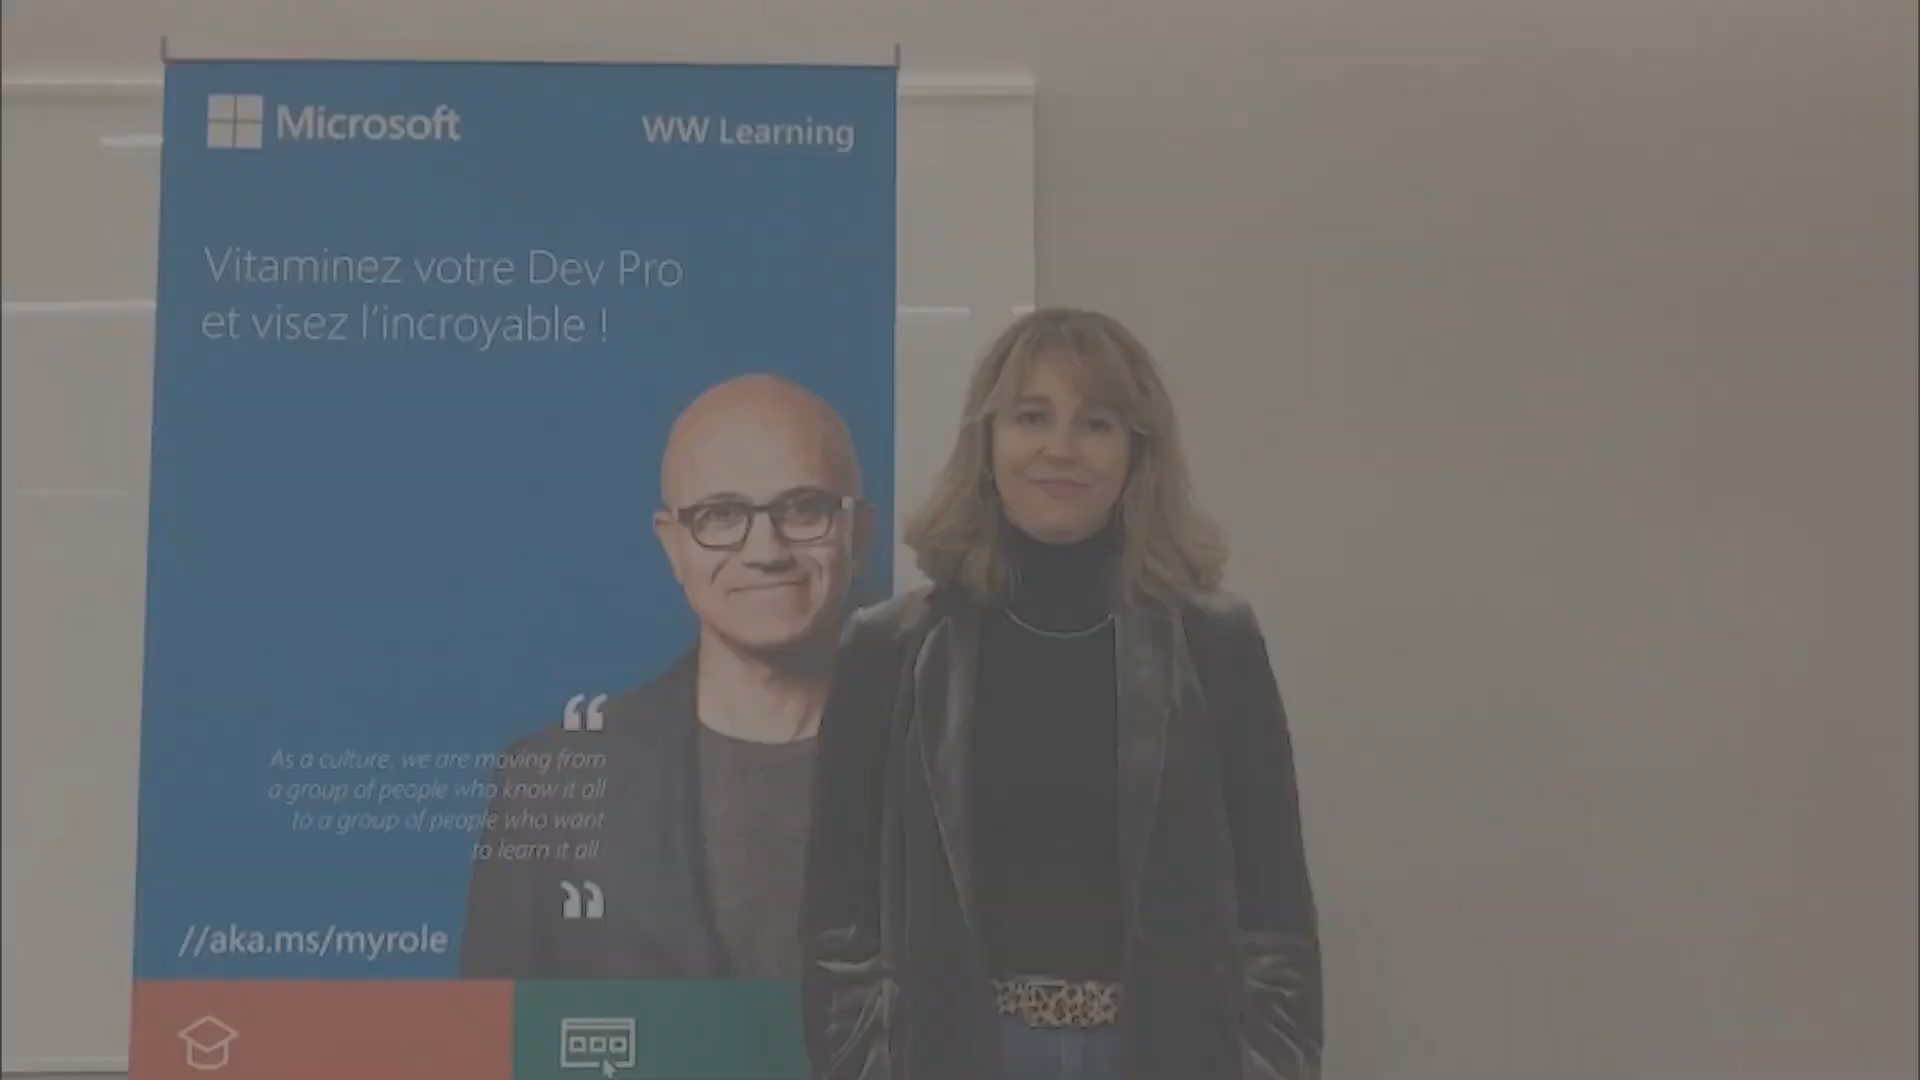 Microsoft
WW Learning
Vitaminez votre Dev Pro
et visez l'incroyable !
“
As a culture, we are moving from
a group of people who know it all
to a group of people who want
to learn it all
”
//aka.ms/myrole